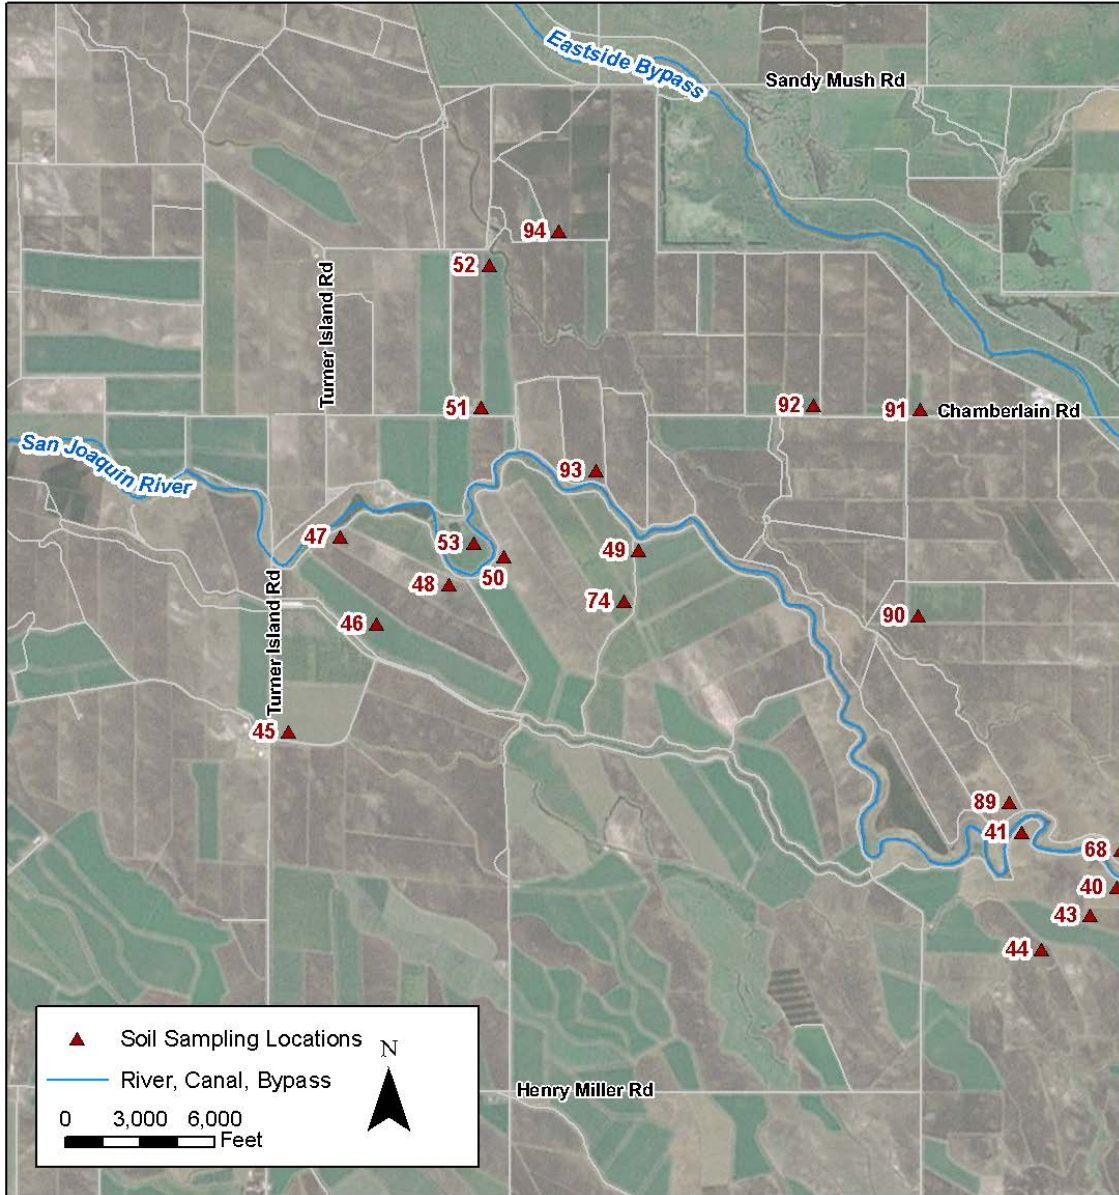 Eastside Bypass
Sandy Mush Rd
94
52
Turner Island Rd
51
92
91
Chamberlain Rd
San Joaquin River
93
47
53
50
49
48
74
46
90
Turner Island Rd
45
89
41
68
40
43
44
Soil Sampling Locations
N
River, Canal, Bypass
0 3,000 6,000
Feet
Henry Miller Rd